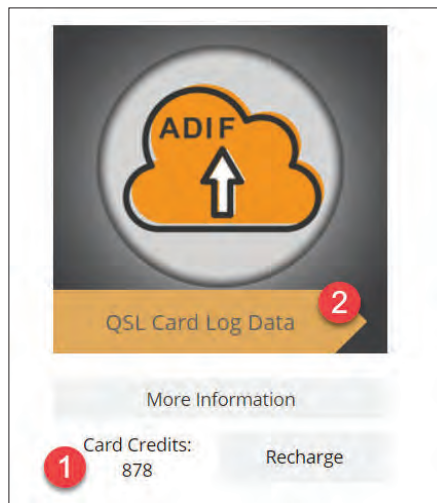 ADIF
2
QSL Card Log Data
More Information
Card Credits:
1
878
Recharge